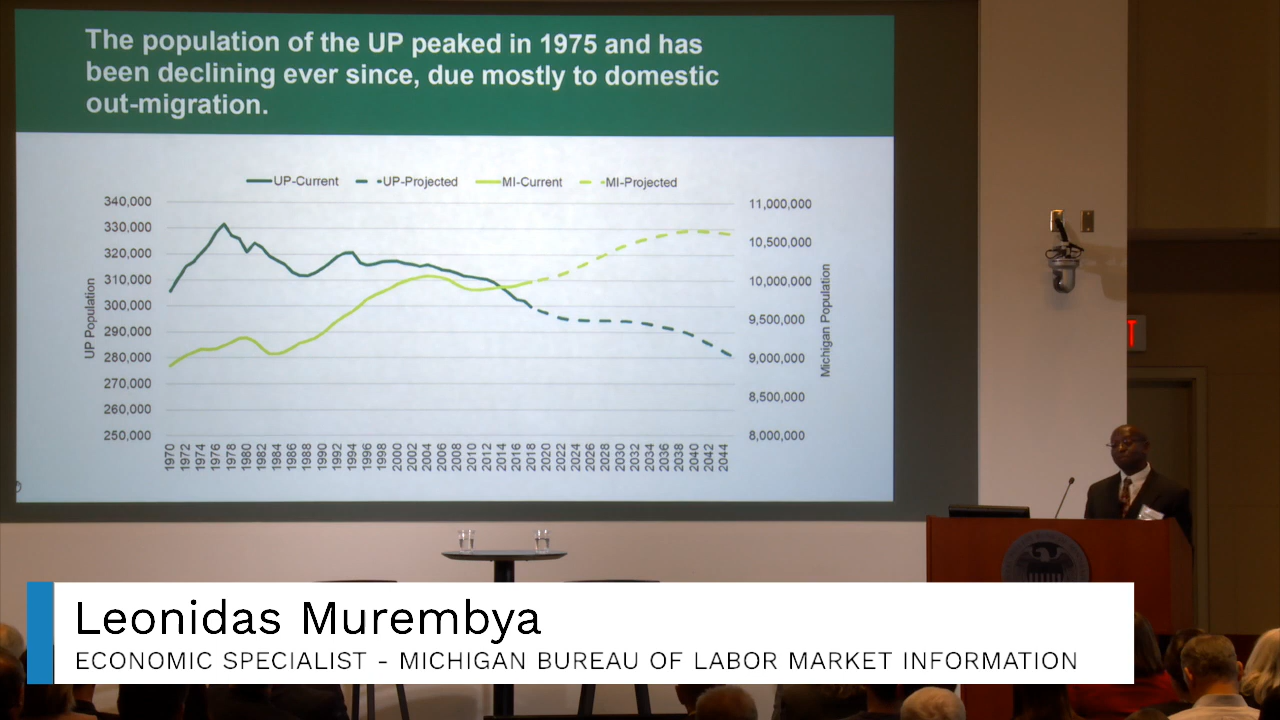 The population of the UP peaked in 1975 and has
been declining ever since, due mostly to domestic
out-migration.
UP-Current UP-Projected MI-Current MI-Projected
340,000
330,000
320,000
310,000
300,000
290,000
280,000
270,000
260,000
250,000
UP Population
11,000,000
10,500,000
10,000,000
9,500,000
9,000,000
8,500,000
8,000,000
Michigan Population
1970 1972 1974 1976 1978 1980 1982 1984 1986 1988 1990 1992 1994 1996 1998 2000 2002 2004 2006 2008 2010 2012 2014 2016 2018 2020 2022 2024 2026 2028 2030 2032 2034 2036 2038 2040 2042 2044
Leonidas Murembya
ECONOMIC SPECIALIST - MICHIGAN BUREAU OF LABOR MARKET INFORMATION